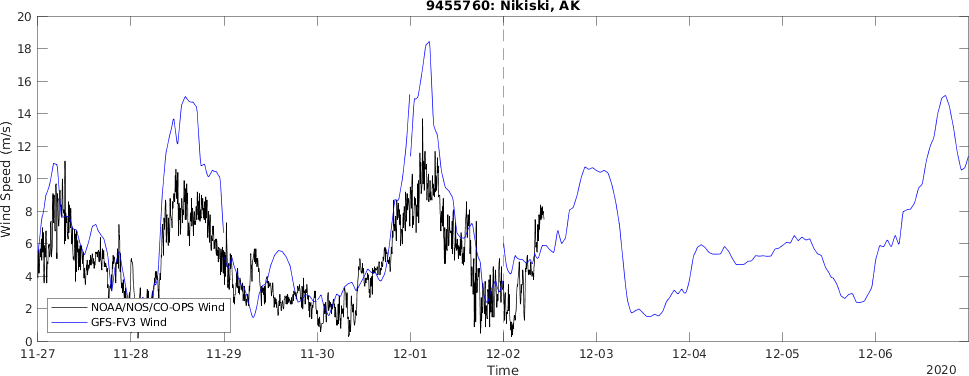 9455760: Nikiski, AK
20
18
16
14
12
10
8
6
4
2
0
Wind Speed (m/s)
NOAA/NOS/CO-OPS Wind
GFS-FV3 Wind
11-27 11-28 11-29 11-30 12-01 12-02 12-03 12-04 12-05 12-06
Time
2020